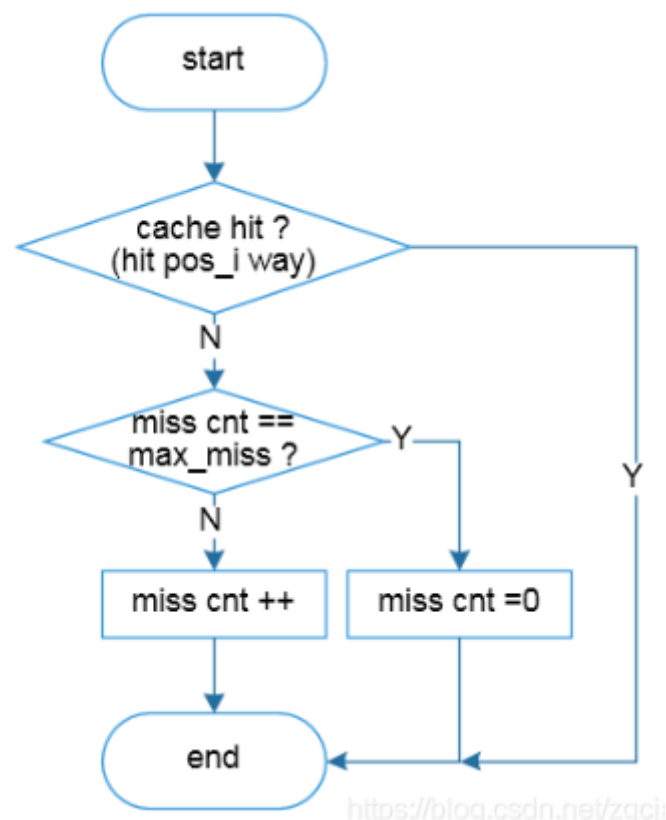 start
cache hit ?
(hit pos_i way)
N
miss cnt ==
max_miss ?
Y
Y
N
miss cnt ++
miss cnt =0
end
https://blog.csdn.net/zgcja